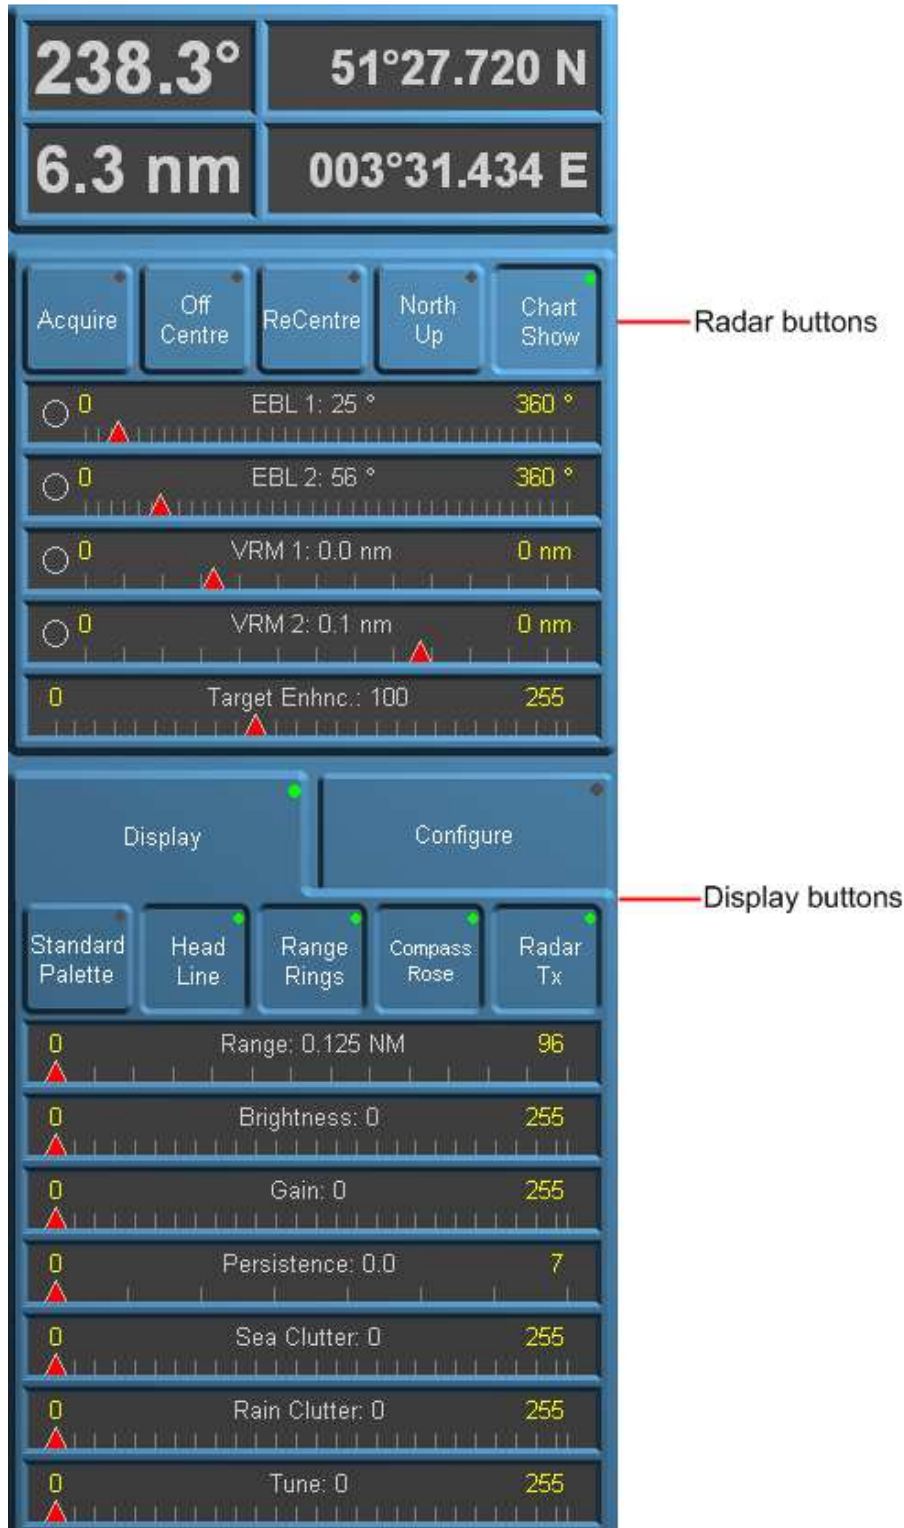 238.3° 51°27.720 N
6.3 nm 003°31.434 E
Acquire
Off
Centre
ReCentre
North
Up
Chart
Show
Radar buttons
0 EBL 1: 25 ° 360 °
0 EBL 2: 56 ° 360 °
0 VRM 1: 0.0 nm 0 nm
0 VRM 2: 0.1 nm 0 nm
0 Target Enhnc.: 100 255
Display Configure
Display buttons
Standard
Palette
Head
Line
Range
Rings
Compass
Rose
Radar
Tx
0 Range: 0.125 NM 96
0 Brightness: 0 255
0 Gain: 0 255
0 Persistence: 0.0 7
0 Sea Clutter: 0 255
0 Rain Clutter: 0 255
0 Tune: 0 255